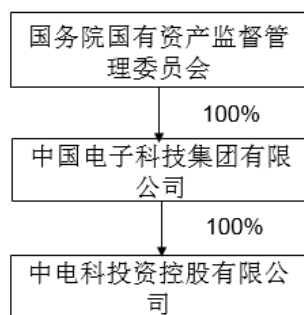 国务院国有资产监督管
理委员会
100%
中国电子科技集团有限
公司
100%
中电科投资控股有限公
司